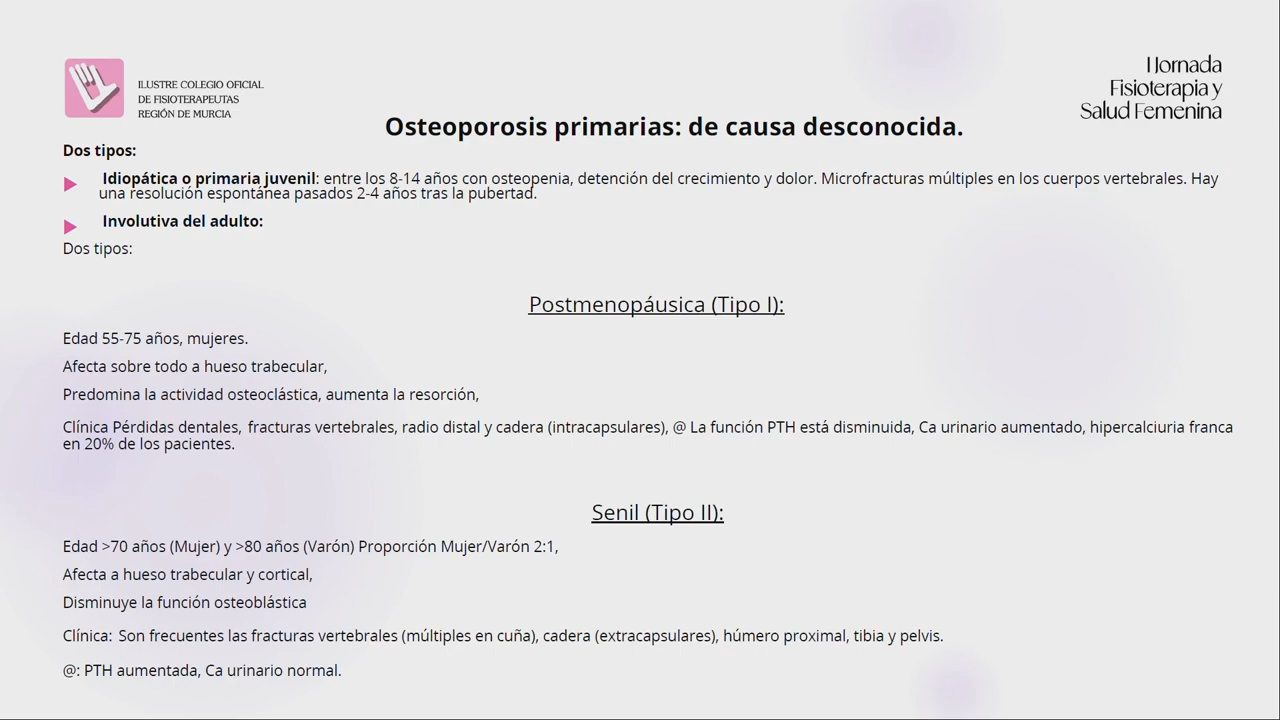 ILUSTRE COLEGIO OFICIAL
DE FISIOTERAPEUTAS
REGIÓN DE MURCIA
I Jornada
Fisioterapia y
Salud Femenina
Osteoporosis primarias: de causa desconocida.
Dos tipos:
Idiopática o primaria juvenil: entre los 8-14 años con osteopenia, detención del crecimiento y dolor. Microfracturas múltiples en los cuerpos vertebrales. Hay
una resolución espontánea pasados 2-4 años tras la pubertad.
Involutiva del adulto:
Dos tipos:
Postmenopáusica (Tipo I):
Edad 55-75 años, mujeres.
Afecta sobre todo a hueso trabecular,
Predomina la actividad osteoclástica, aumenta la resorción,
Clínica Pérdidas dentales, fracturas vertebrales, radio distal y cadera (intracapsulares), @ La función PTH está disminuida, Ca urinario aumentado, hipercalciuria franca
en 20% de los pacientes.
Senil (Tipo II):
Edad >70 años (Mujer) y >80 años (Varón) Proporción Mujer/Varón 2:1,
Afecta a hueso trabecular y cortical,
Disminuye la función osteoblástica
Clínica: Son frecuentes las fracturas vertebrales (múltiples en cuña), cadera (extracapsulares), húmero proximal, tibia y pelvis.
@: PTH aumentada, Ca urinario normal.